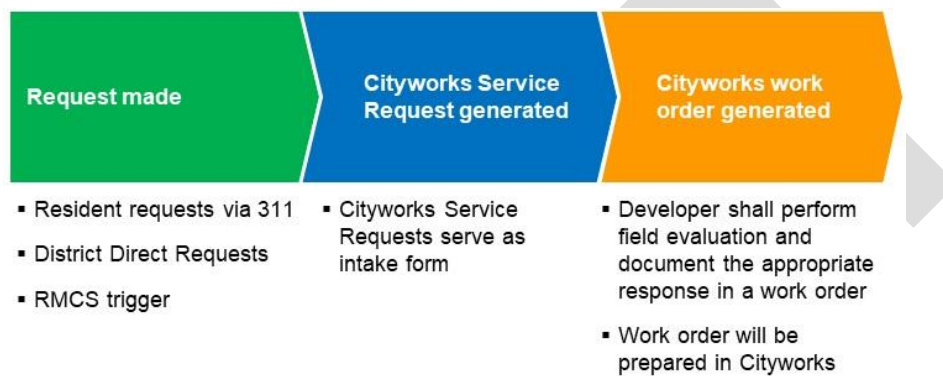 Request made
Cityworks Service
Request generated
Cityworks work
order generated
▪ Resident requests via 311
▪ District Direct Requests
▪ RMCS trigger
▪ Cityworks Service
Requests serve as
intake form
▪ Developer shall perform
field evaluation and
document the appropriate
response in a work order
▪ Work order will be
prepared in Cityworks